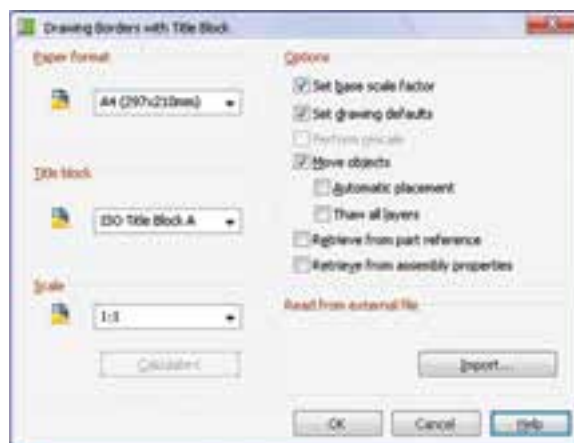 Drawing Borders with Title Block
Paper format
A4 (297x210mm)
Title block
ISO Title Block A
Scale
1:1
Calculate<
Options
Set base scale factor
Set drawing defaults
Perform rescale
Move objects
Automatic placement
Thaw all layers
Retrieve from part reference
Retrieve from assembly properties
Read from external file
Import...
OK
Cancel
Help